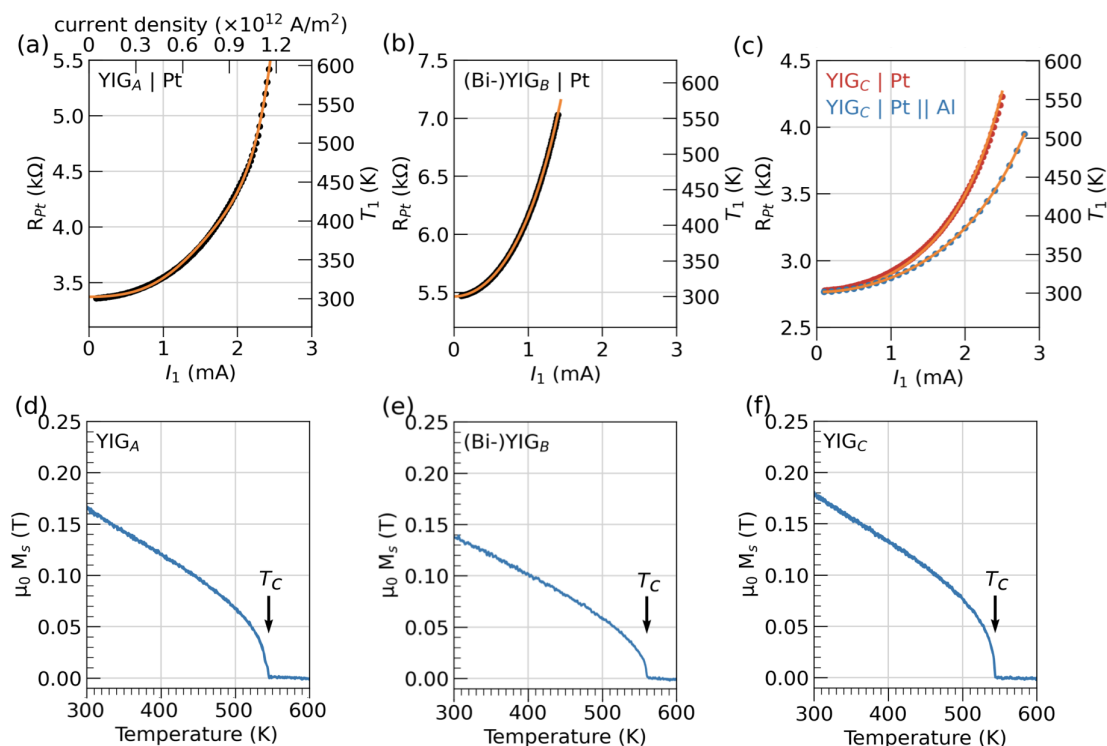 current density (×10¹² A/m²)
(a) 0 0.3 0.6 0.9 1.2
YIG_A | Pt
R_Pt (kΩ)
5.5
5.0
4.5
4.0
3.5
600
550
500
450
400
350
300
T₁ (K)
0 1 2 3
I₁ (mA)
(b)
(Bi-)YIG_B | Pt
R_Pt (kΩ)
7.5
7.0
6.5
6.0
5.5
600
550
500
450
400
350
300
T₁ (K)
0 1 2 3
I₁ (mA)
(c)
YIG_C | Pt
YIG_C | Pt || Al
R_Pt (kΩ)
4.5
4.0
3.5
3.0
2.5
600
550
500
450
400
350
300
T₁ (K)
0 1 2 3
I₁ (mA)
(d)
YIG_A
μ₀ M_s (T)
0.25
0.20
0.15
0.10
0.05
0.00
T_C
300 400 500 600
Temperature (K)
(e)
(Bi-)YIG_B
μ₀ M_s (T)
0.25
0.20
0.15
0.10
0.05
0.00
T_C
300 400 500 600
Temperature (K)
(f)
YIG_C
μ₀ M_s (T)
0.25
0.20
0.15
0.10
0.05
0.00
T_C
300 400 500 600
Temperature (K)